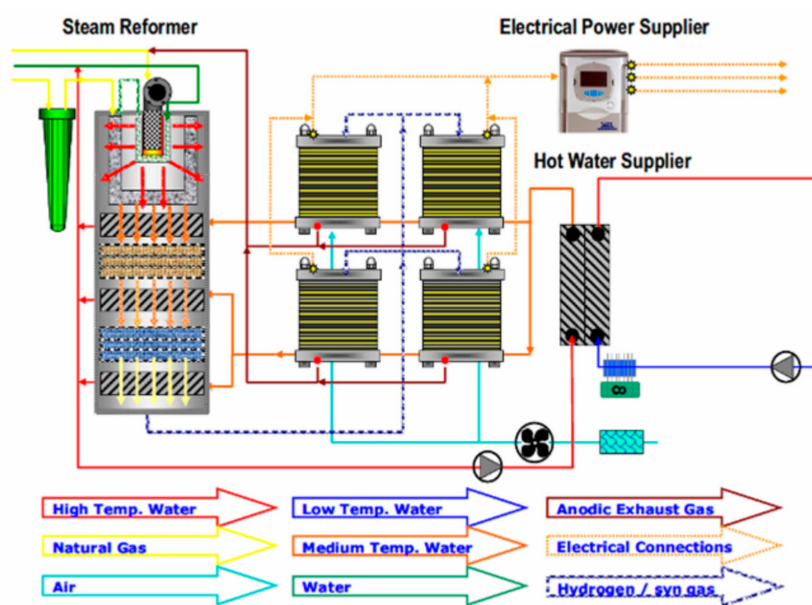 Steam Reformer
Electrical Power Supplier
Hot Water Supplier
High Temp. Water
Low Temp. Water
Anodic Exhaust Gas
Natural Gas
Medium Temp. Water
Electrical Connections
Air
Water
Hydrogen / syn gas